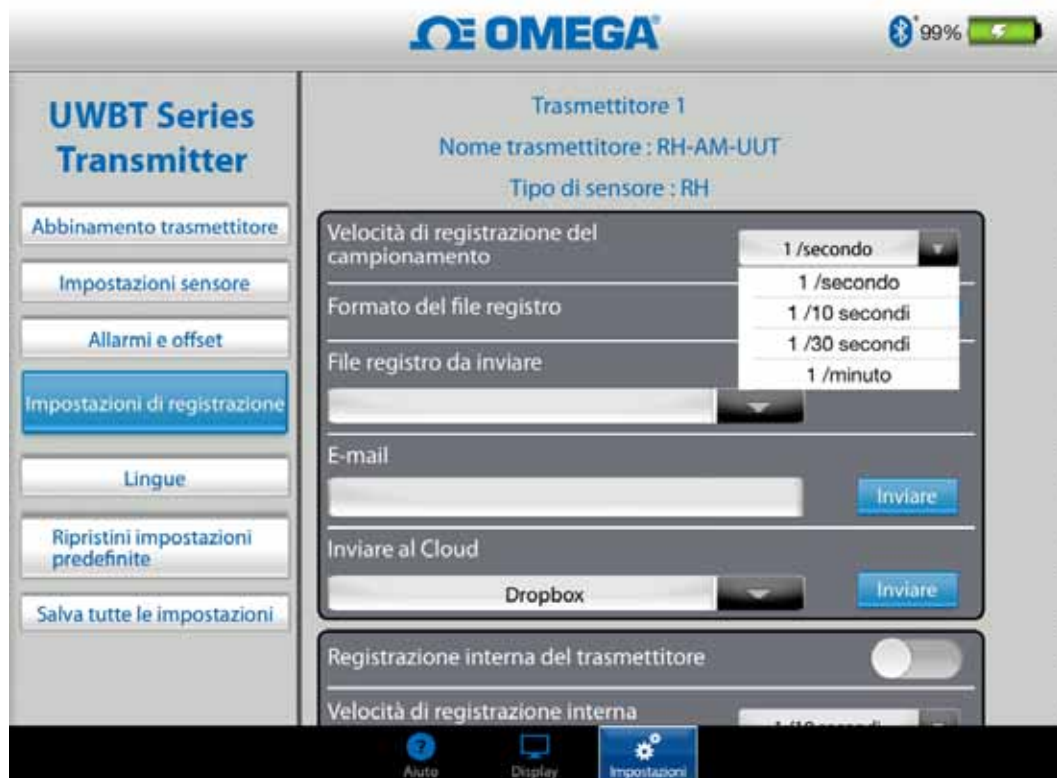 OMEGA®
99%
UWBT Series
Transmitter
Abbinamento trasmettitore
Impostazioni sensore
Allarmi e offset
Impostazioni di registrazione
Lingue
Ripristini impostazioni
predefinite
Salva tutte le impostazioni
Trasmettitore 1
Nome trasmettitore : RH-AM-UUT
Tipo di sensore : RH
Velocità di registrazione del
campionamento
1 /secondo
1 /secondo
1 /10 secondi
1 /30 secondi
1 /minuto
Formato del file registro
File registro da inviare
E-mail
Inviare
Inviare al Cloud
Dropbox
Inviare
Registrazione interna del trasmettitore
Velocità di registrazione interna
1 /10 secondi
Aiuto
Display
Impostazioni